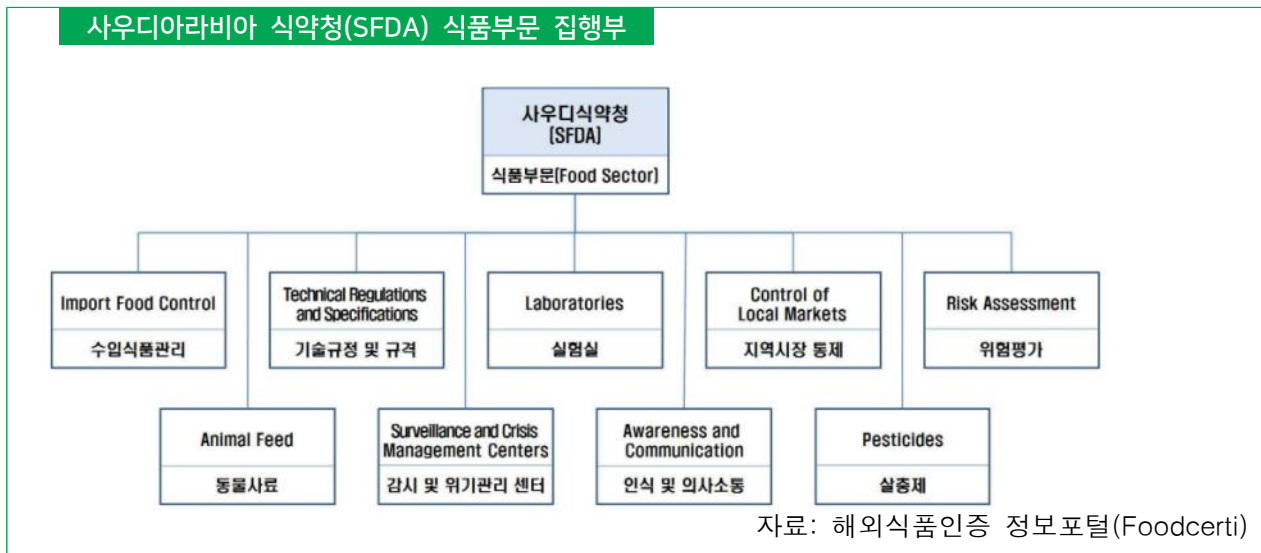 사우디아라비아 식약청(SFDA) 식품부문 집행부
사우디식약청
(SFDA)
식품부문(Food Sector)
Import Food Control
수입식품관리
Technical Regulations
and Specifications
기술규정 및 규격
Laboratories
실험실
Control of
Local Markets
지역시장 통제
Risk Assessment
위험평가
Animal Feed
동물사료
Surveillance and Crisis
Management Centers
감시 및 위기관리 센터
Awareness and
Communication
인식 및 의사소통
Pesticides
살충제
자료: 해외식품인증 정보포털(Foodcerti)